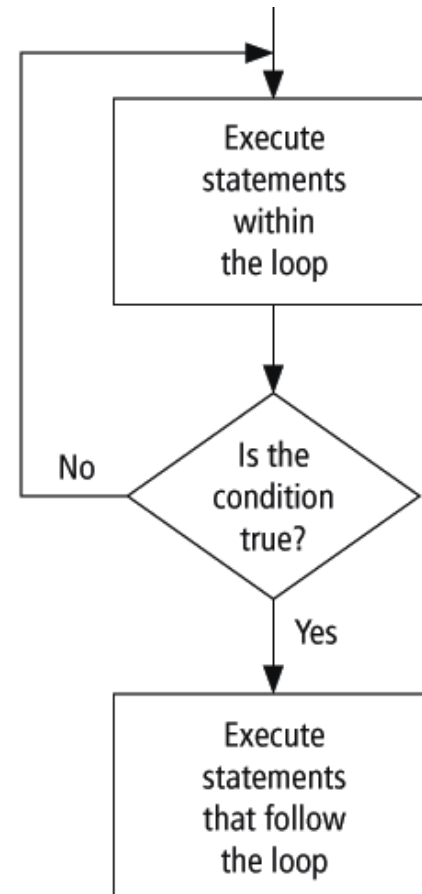 Execute
statements
within
the loop
No
Is the
condition
true?
Yes
Execute
statements
that follow
the loop